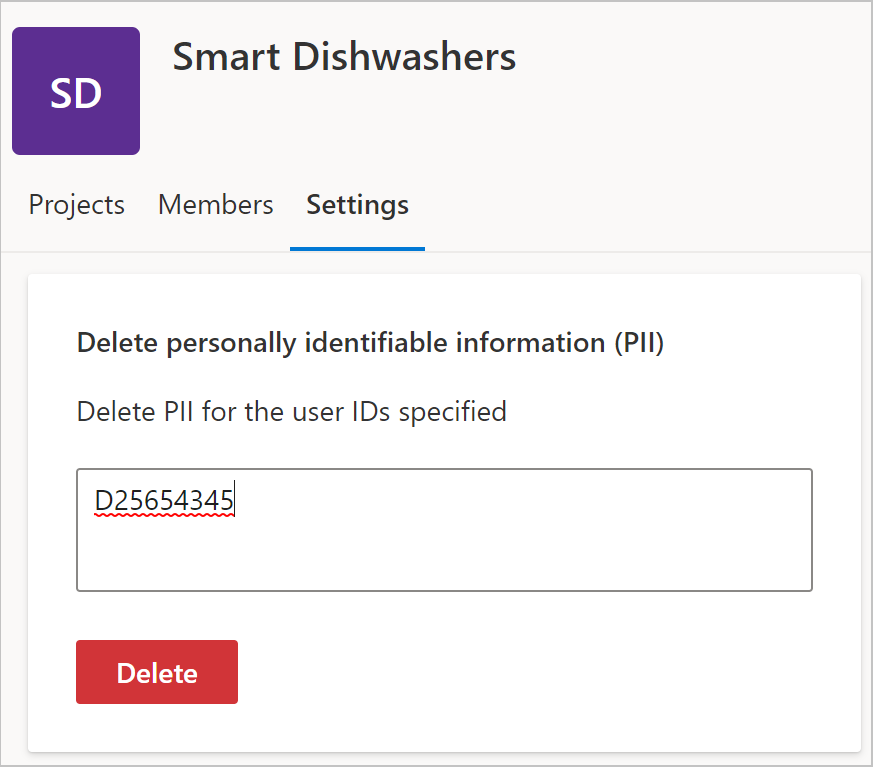 SD
Smart Dishwashers
Projects Members Settings
Delete personally identifiable information (PII)
Delete PII for the user IDs specified
D25654345
Delete